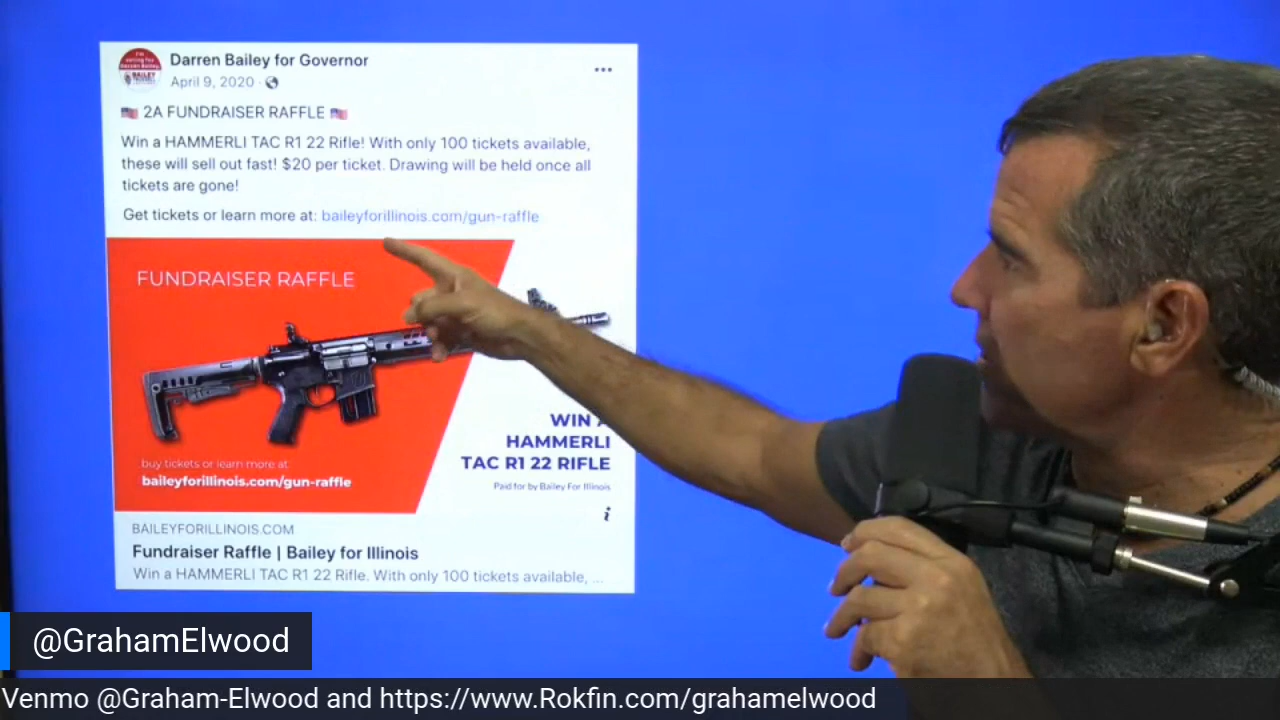 Darren Bailey for Governor
April 9, 2020
2A FUNDRAISER RAFFLE
Win a HAMMERLI TAC R1 22 Rifle! With only 100 tickets available,
these will sell out fast! $20 per ticket. Drawing will be held once all
tickets are gone!
Get tickets or learn more at: baileyforillinois.com/gun-raffle
FUNDRAISER RAFFLE
WIN A
HAMMERLI
TAC R1 22 RIFLE
Paid for by Bailey For Illinois
buy tickets or learn more at
baileyforillinois.com/gun-raffle
BAILEYFORILLINOIS.COM
Fundraiser Raffle | Bailey for Illinois
Win a HAMMERLI TAC R1 22 Rifle. With only 100 tickets available, ...
@GrahamElwood
Venmo @Graham-Elwood and https://www.Rokfin.com/grahamelwood